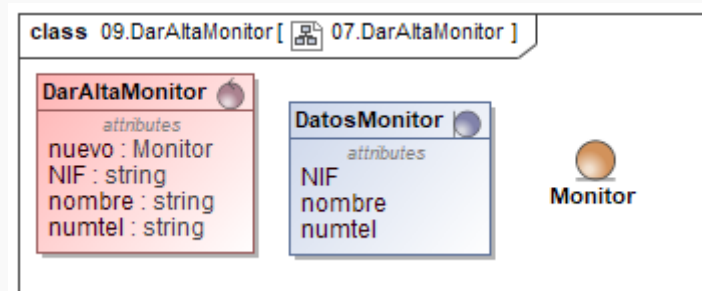 class 09.DarAltaMonitor [ 07.DarAltaMonitor ]
DarAltaMonitor
attributes
nuevo : Monitor
NIF : string
nombre : string
numtel : string
DatosMonitor
attributes
NIF
nombre
numtel
Monitor